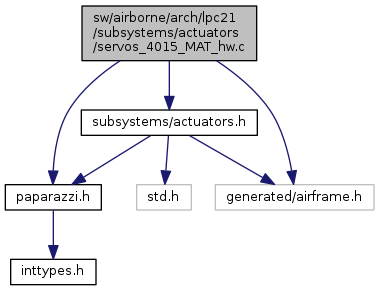 sw/airborne/arch/lpc21
/subsystems/actuators
/servos_4015_MAT_hw.c
subsystems/actuators.h
paparazzi.h
std.h
generated/airframe.h
inttypes.h